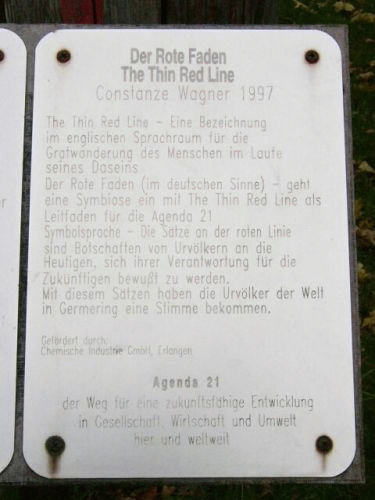 Der Rote Faden
The Thin Red Line
Constanze Wagner 1997
The Thin Red Line - Eine Bezeichnung
im englischen Sprachraum für die
Gratwanderung des Menschen im Laufe
seines Daseins
Der Rote Faden (im deutschen Sinne) - geht
eine Symbiose ein mit The Thin Red Line als
Leitfaden für die Agenda 21
Symbolsprache - Die Sätze an der roten Linie
sind Botschaften von Urvölkern an die
Heutigen, sich ihrer Verantwortung für die
Zukünftigen bewußt zu werden.
Mit diesem Sätzen haben die Urvölker der Welt
in Germering eine Stimme bekommen.
Gefördert durch:
Chemische Industrie GmbH, Erlangen
Agenda 21
der Weg für eine zukunftsfähige Entwicklung
in Gesellschaft, Wirtschaft und Umwelt
hier und weltweit